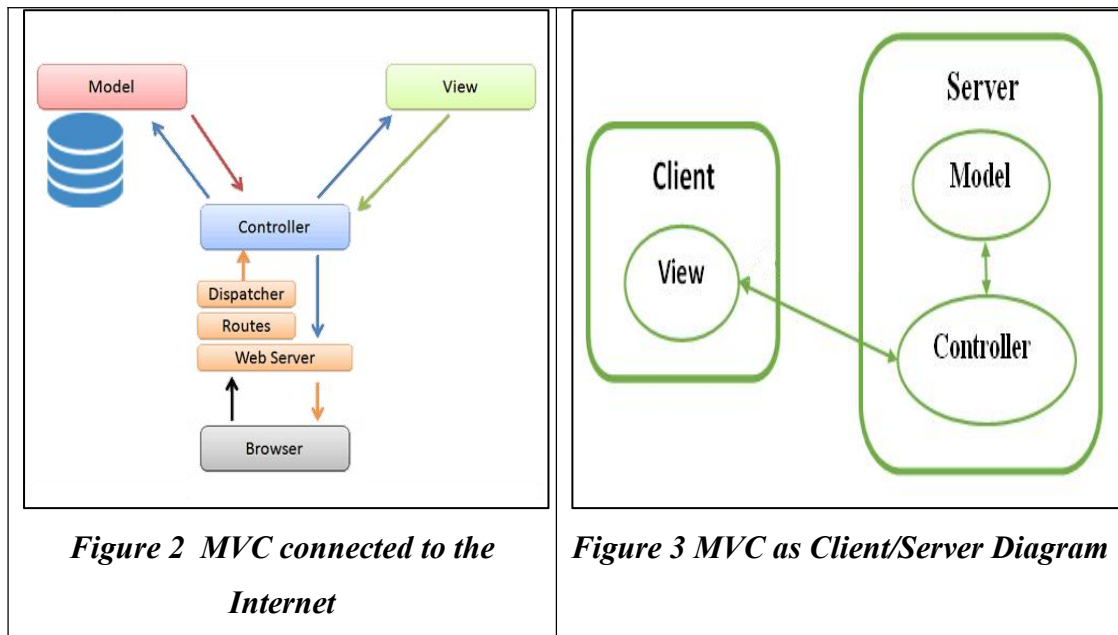 Model
View
Controller
Dispatcher
Routes
Web Server
Browser
Figure 2 MVC connected to the
Internet
Server
Model
Client
View
Controller
Figure 3 MVC as Client/Server Diagram